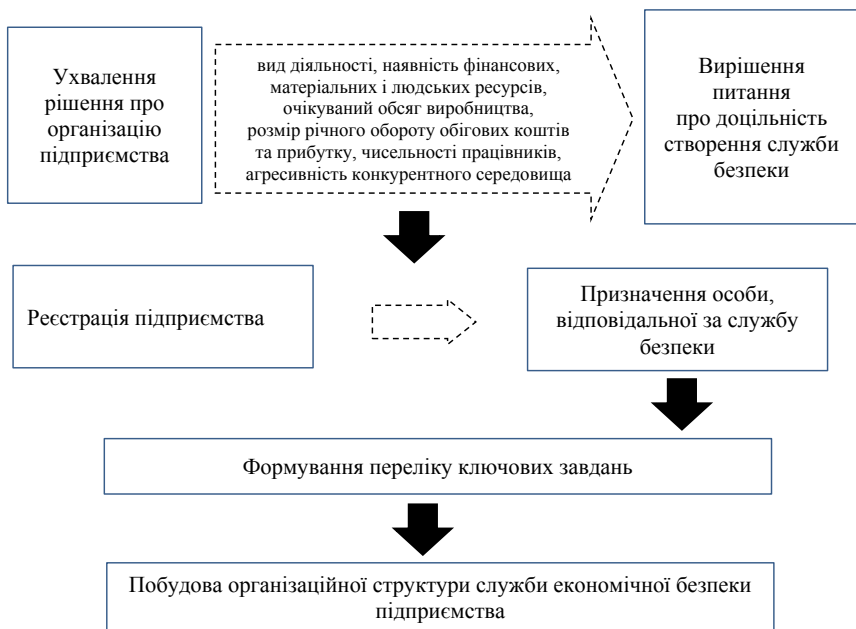 Ухвалення
рішення про
організацію
підприємства
вид діяльності, наявність фінансових,
матеріальних і людських ресурсів,
очікуваний обсяг виробництва,
розмір річного обороту обігових коштів
та прибутку, чисельності працівників,
агресивність конкурентного середовища
Вирішення
питання
про доцільність
створення служби
безпеки
Реєстрація підприємства
Призначення особи,
відповідальної за службу
безпеки
Формування переліку ключових завдань
Побудова організаційної структури служби економічної безпеки
підприємства